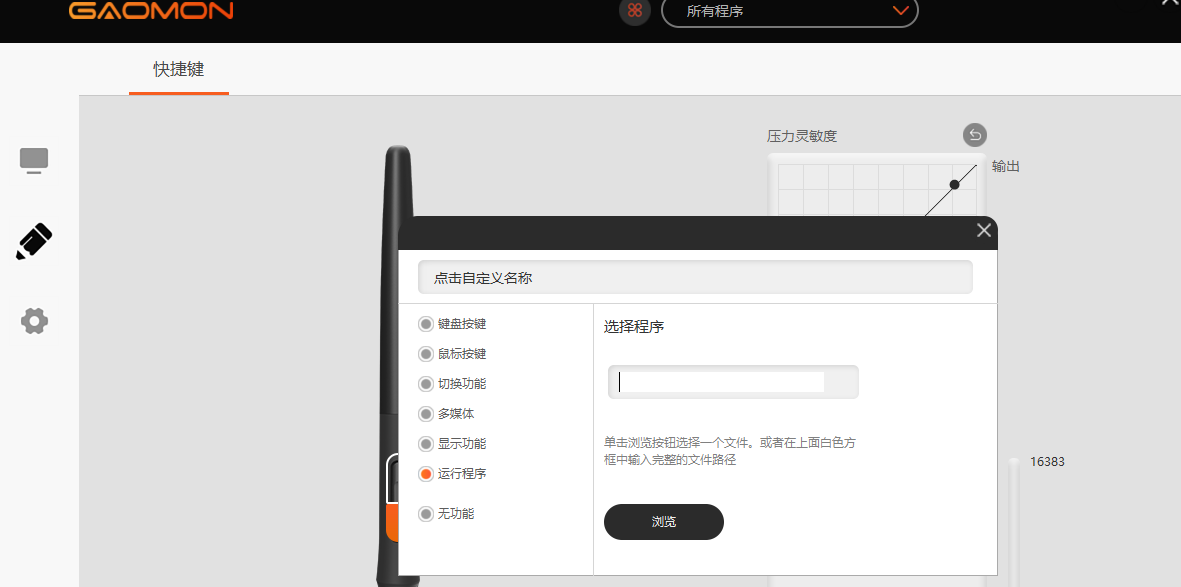 GAOMON
所有程序
快捷键
压力灵敏度
输出
点击自定义名称
键盘按键
鼠标按键
切换功能
多媒体
显示功能
运行程序
无功能
选择程序
单击浏览按钮选择一个文件。或者在上面白色方
框中输入完整的文件路径
浏览
16383